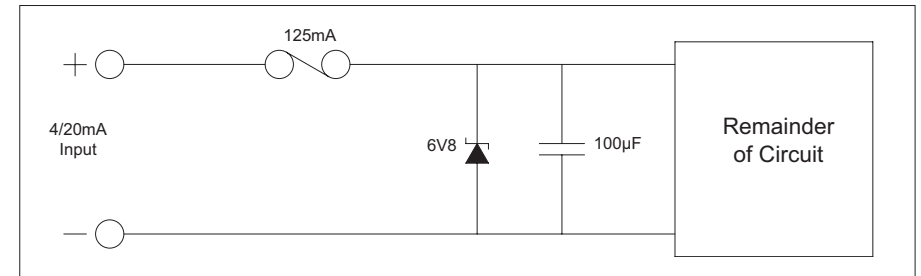 125mA
+
4/20mA
Input
6V8
100µF
Remainder
of Circuit
—